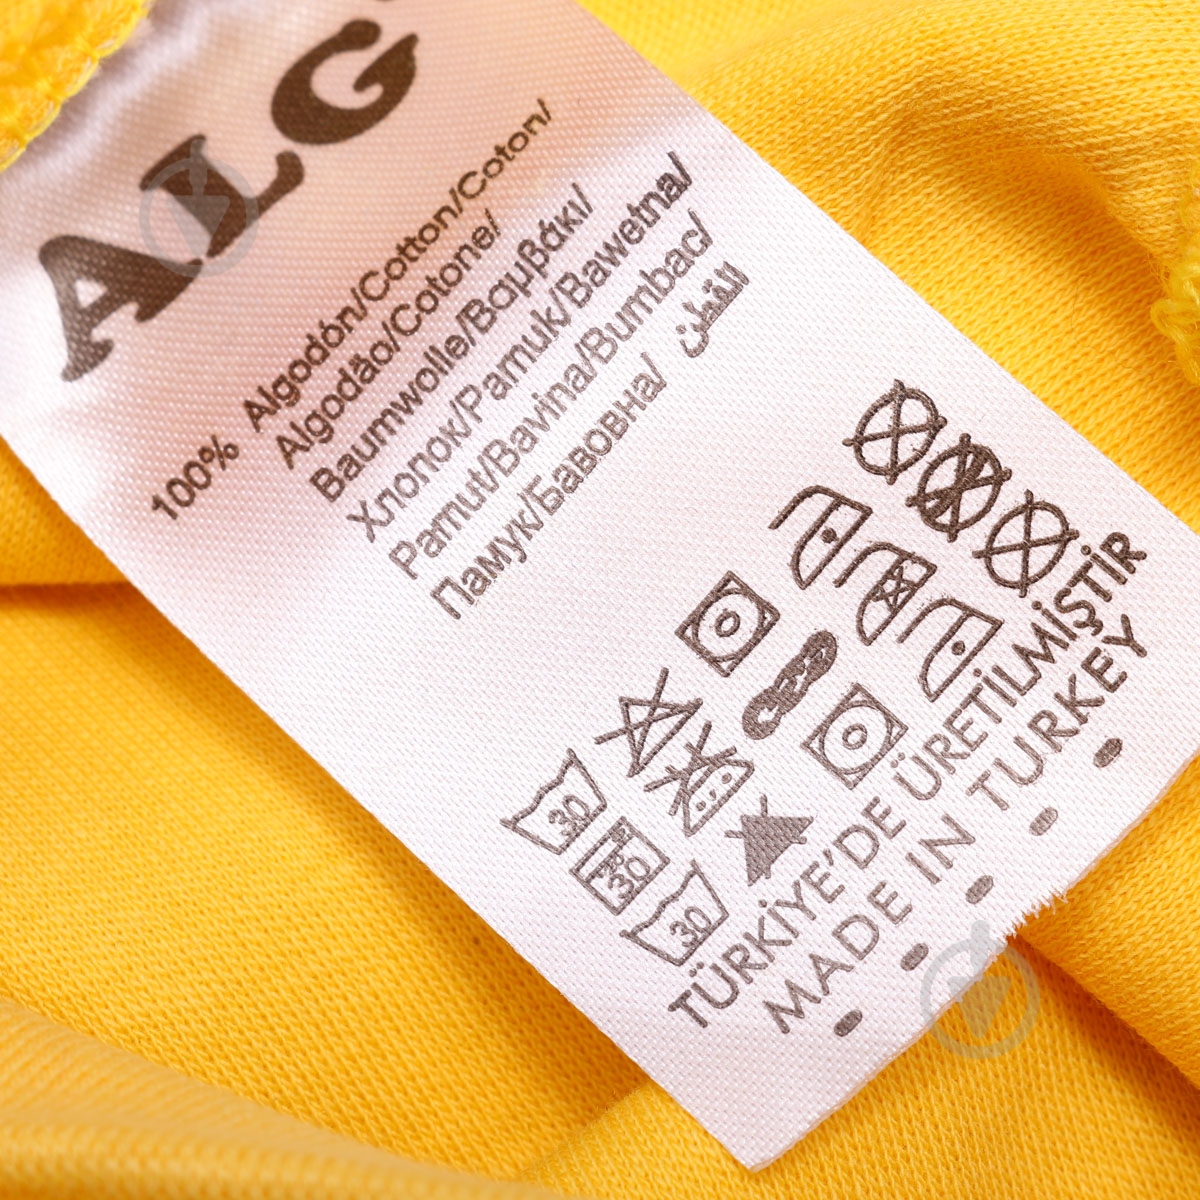 ALG
100% Algodón/Cotton/Coton/
Algodão/Cotone/
Baumwolle/Βαμβάκι/
Хлопок/Pamuk/Bawetna/
Pamut/Bavina/Bumbac/
Памук/Бавовна/ القطن
30
30
30
TÜRKİYE'DE ÜRETİLMİŞTİR
MADE IN TURKEY